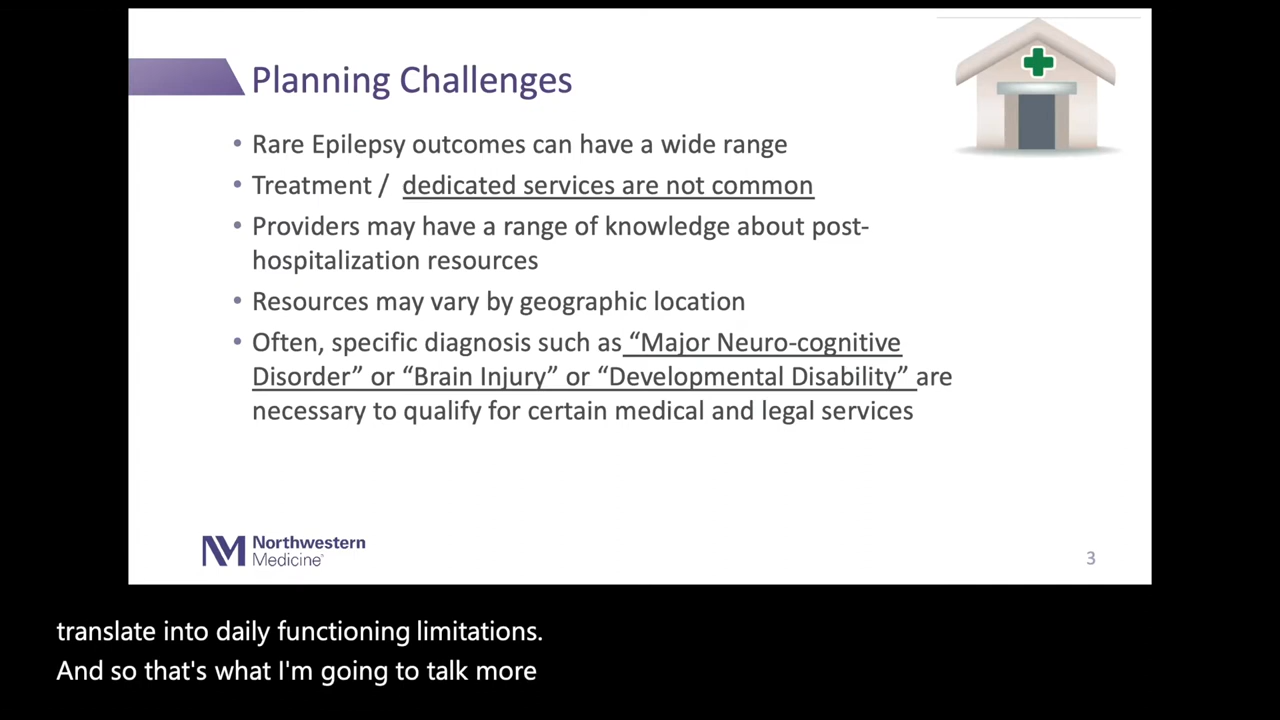 Planning Challenges
• Rare Epilepsy outcomes can have a wide range
• Treatment / dedicated services are not common
• Providers may have a range of knowledge about post-
hospitalization resources
• Resources may vary by geographic location
• Often, specific diagnosis such as “Major Neuro-cognitive
Disorder” or “Brain Injury” or “Developmental Disability” are
necessary to qualify for certain medical and legal services
NM Northwestern
Medicine
3
translate into daily functioning limitations.
And so that's what I'm going to talk more